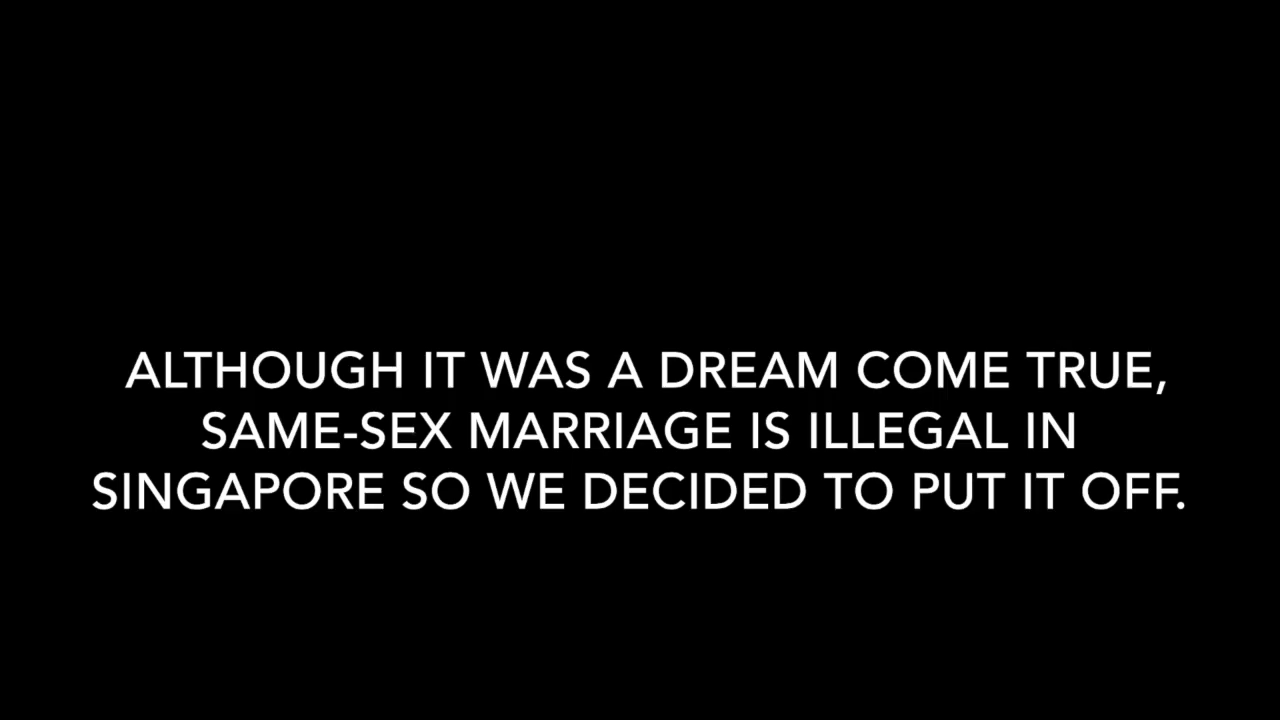 ALTHOUGH IT WAS A DREAM COME TRUE,
SAME-SEX MARRIAGE IS ILLEGAL IN
SINGAPORE SO WE DECIDED TO PUT IT OFF.